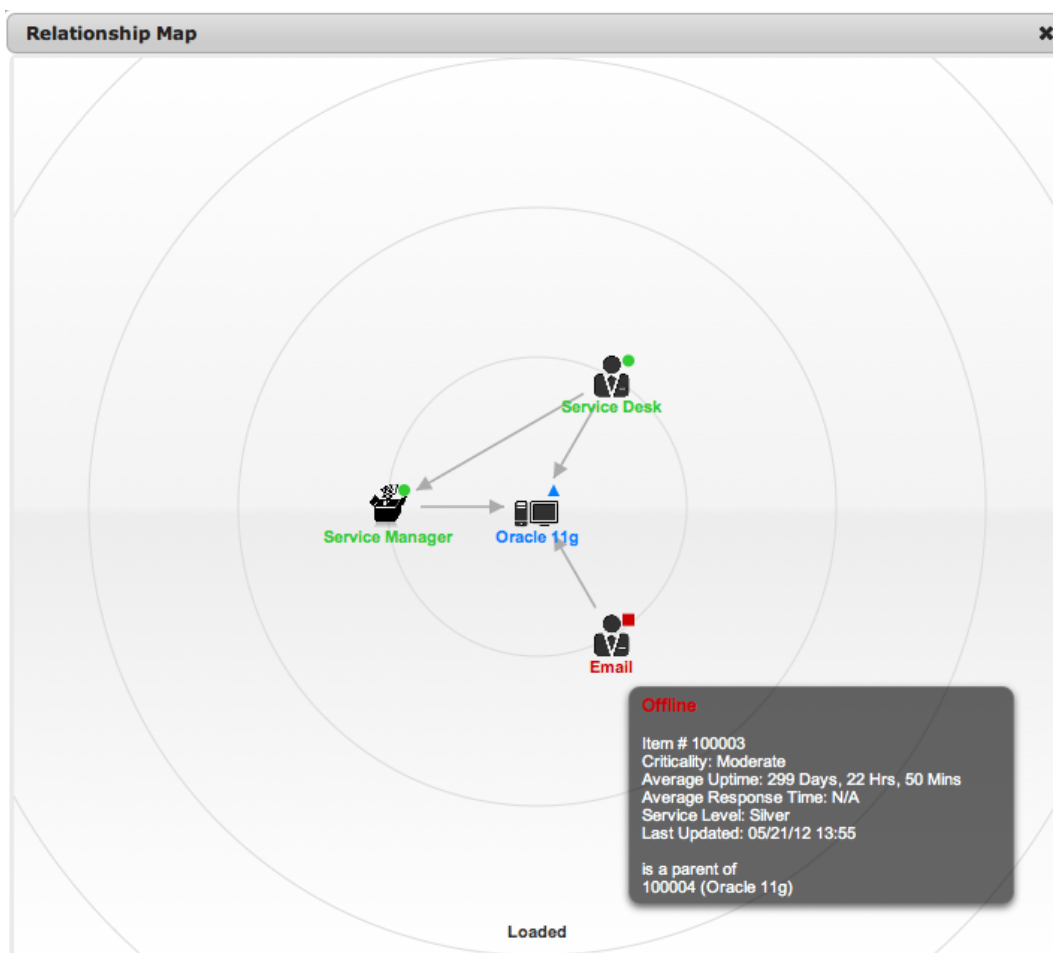 Relationship Map
Service Desk
Service Manager
Oracle 11g
Email
Offline
Item # 100003
Criticality: Moderate
Average Uptime: 299 Days, 22 Hrs, 50 Mins
Average Response Time: N/A
Service Level: Silver
Last Updated: 05/21/12 13:55
is a parent of
100004 (Oracle 11g)
Loaded